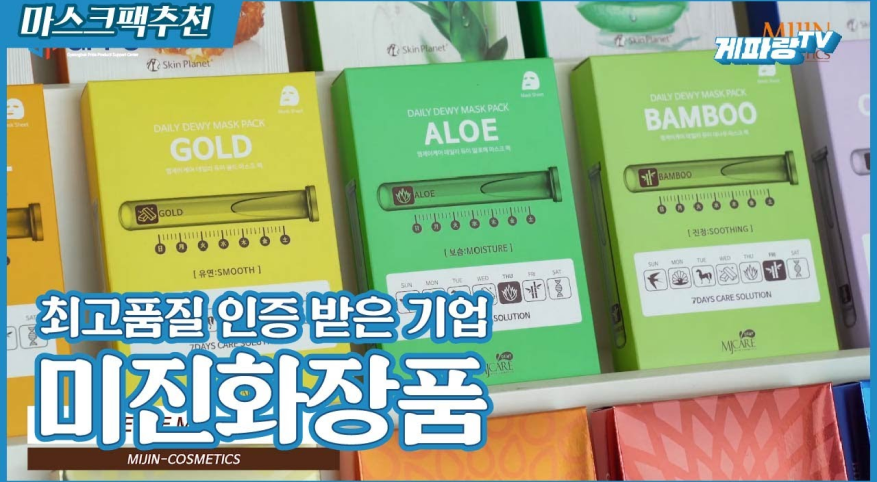 마스크팩추천
Skin Planet
Skin Planet
MIJIN
게파랑TV
DAILY DEWY MASK PACK
GOLD
GOLD
[유연:SMOOTH]
7DAYS CARE SOLUTION
DAILY DEWY MASK PACK
ALOE
ALOE
[보습:MOISTURE]
SUN MON TUE WED THU FRI SAT
SOLUTION
MJCARE
DAILY DEWY MASK PACK
BAMBOO
BAMBOO
[진정:SOOTHING]
SUN MON TUE WED THU FRI SAT
7DAYS CARE SOLUTION
MJCARE
최고품질 인증 받은 기업
미진화장품
MIJIN-COSMETICS